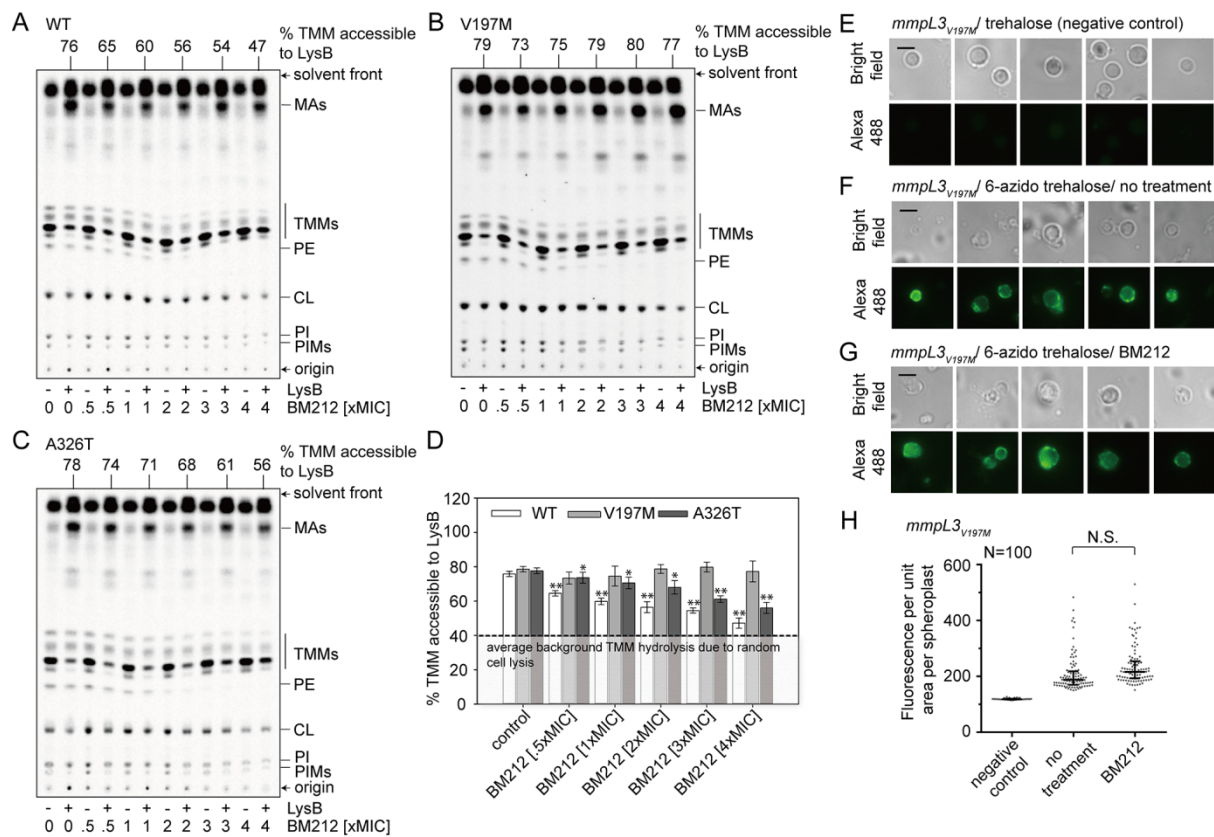 A
WT
% TMM accessible
to LysB
76 65 60 56 54 47
solvent front
MAs
TMMs
PE
CL
PI
PIMs
origin
- + - + - + - + - + - + LysB
0 0 .5 .5 1 1 2 2 3 3 4 4 BM212 [xMIC]
B
V197M
% TMM accessible
to LysB
79 73 75 79 80 77
solvent front
MAs
TMMs
PE
CL
PI
PIMs
origin
- + - + - + - + - + - + LysB
0 0 .5 .5 1 1 2 2 3 3 4 4 BM212 [xMIC]
C
A326T
% TMM accessible
to LysB
78 74 71 68 61 56
solvent front
MAs
TMMs
PE
CL
PI
PIMs
origin
- + - + - + - + - + - + LysB
0 0 .5 .5 1 1 2 2 3 3 4 4 BM212 [xMIC]
D
% TMM accessible to LysB
120
100
80
60
40
20
0
WT V197M A326T
** * ** * ** * ** ** ** **
average background TMM hydrolysis due to random
cell lysis
control
BM212 [.5xMIC]
BM212 [1xMIC]
BM212 [2xMIC]
BM212 [3xMIC]
BM212 [4xMIC]
E
mmpL3V197M/ trehalose (negative control)
Bright
field
Alexa
488
F
mmpL3V197M/ 6-azido trehalose/ no treatment
Bright
field
Alexa
488
G
mmpL3V197M/ 6-azido trehalose/ BM212
Bright
field
Alexa
488
H
mmpL3V197M
N=100
N.S.
Fluorescence per unit
area per spheroplast
600
400
200
0
negative
control
no
treatment
BM212